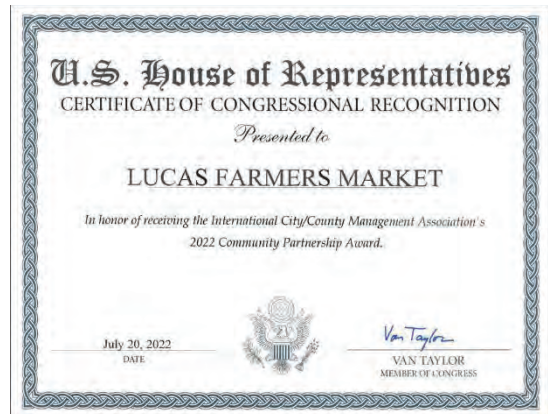 U.S. House of Representatives
CERTIFICATE OF CONGRESSIONAL RECOGNITION
Presented to
LUCAS FARMERS MARKET
In honor of receiving the International City/County Management Association's
2022 Community Partnership Award.
July 20, 2022
DATE
Van Taylor
VAN TAYLOR
MEMBER OF CONGRESS